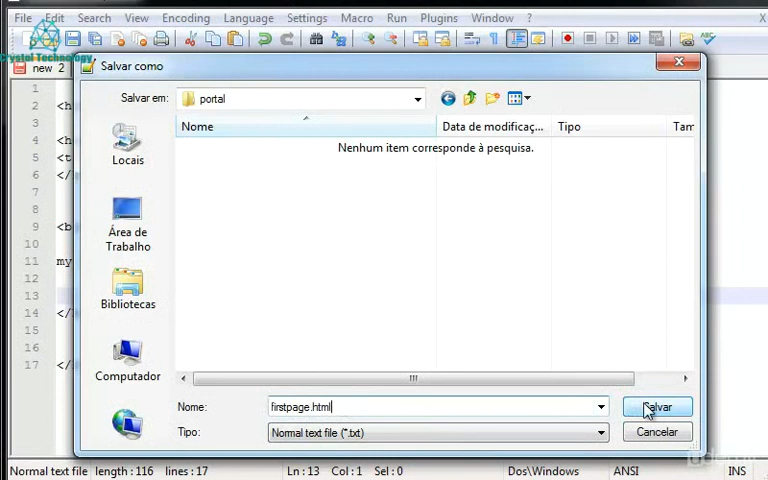 File Edit Search View Encoding Language Settings Macro Run Plugins Window ? X
Crystal Technology
new 2
Salvar como
Salvar em: portal
Nome Data de modificaç... Tipo Tam
Nenhum item corresponde à pesquisa.
Locais
Área de
Trabalho
Bibliotecas
Computador
Nome: firstpage.html Salvar
Tipo: Normal text file (*.txt) Cancelar
1
2 <h
3
4 <h
5 <t
6 </
7
8
9 <b
10
11 my
12
13
14 </
15
16
17 </
Normal text file length : 116 lines : 17 Ln : 13 Col : 1 Sel : 0 Dos\Windows ANSI INS
udemy